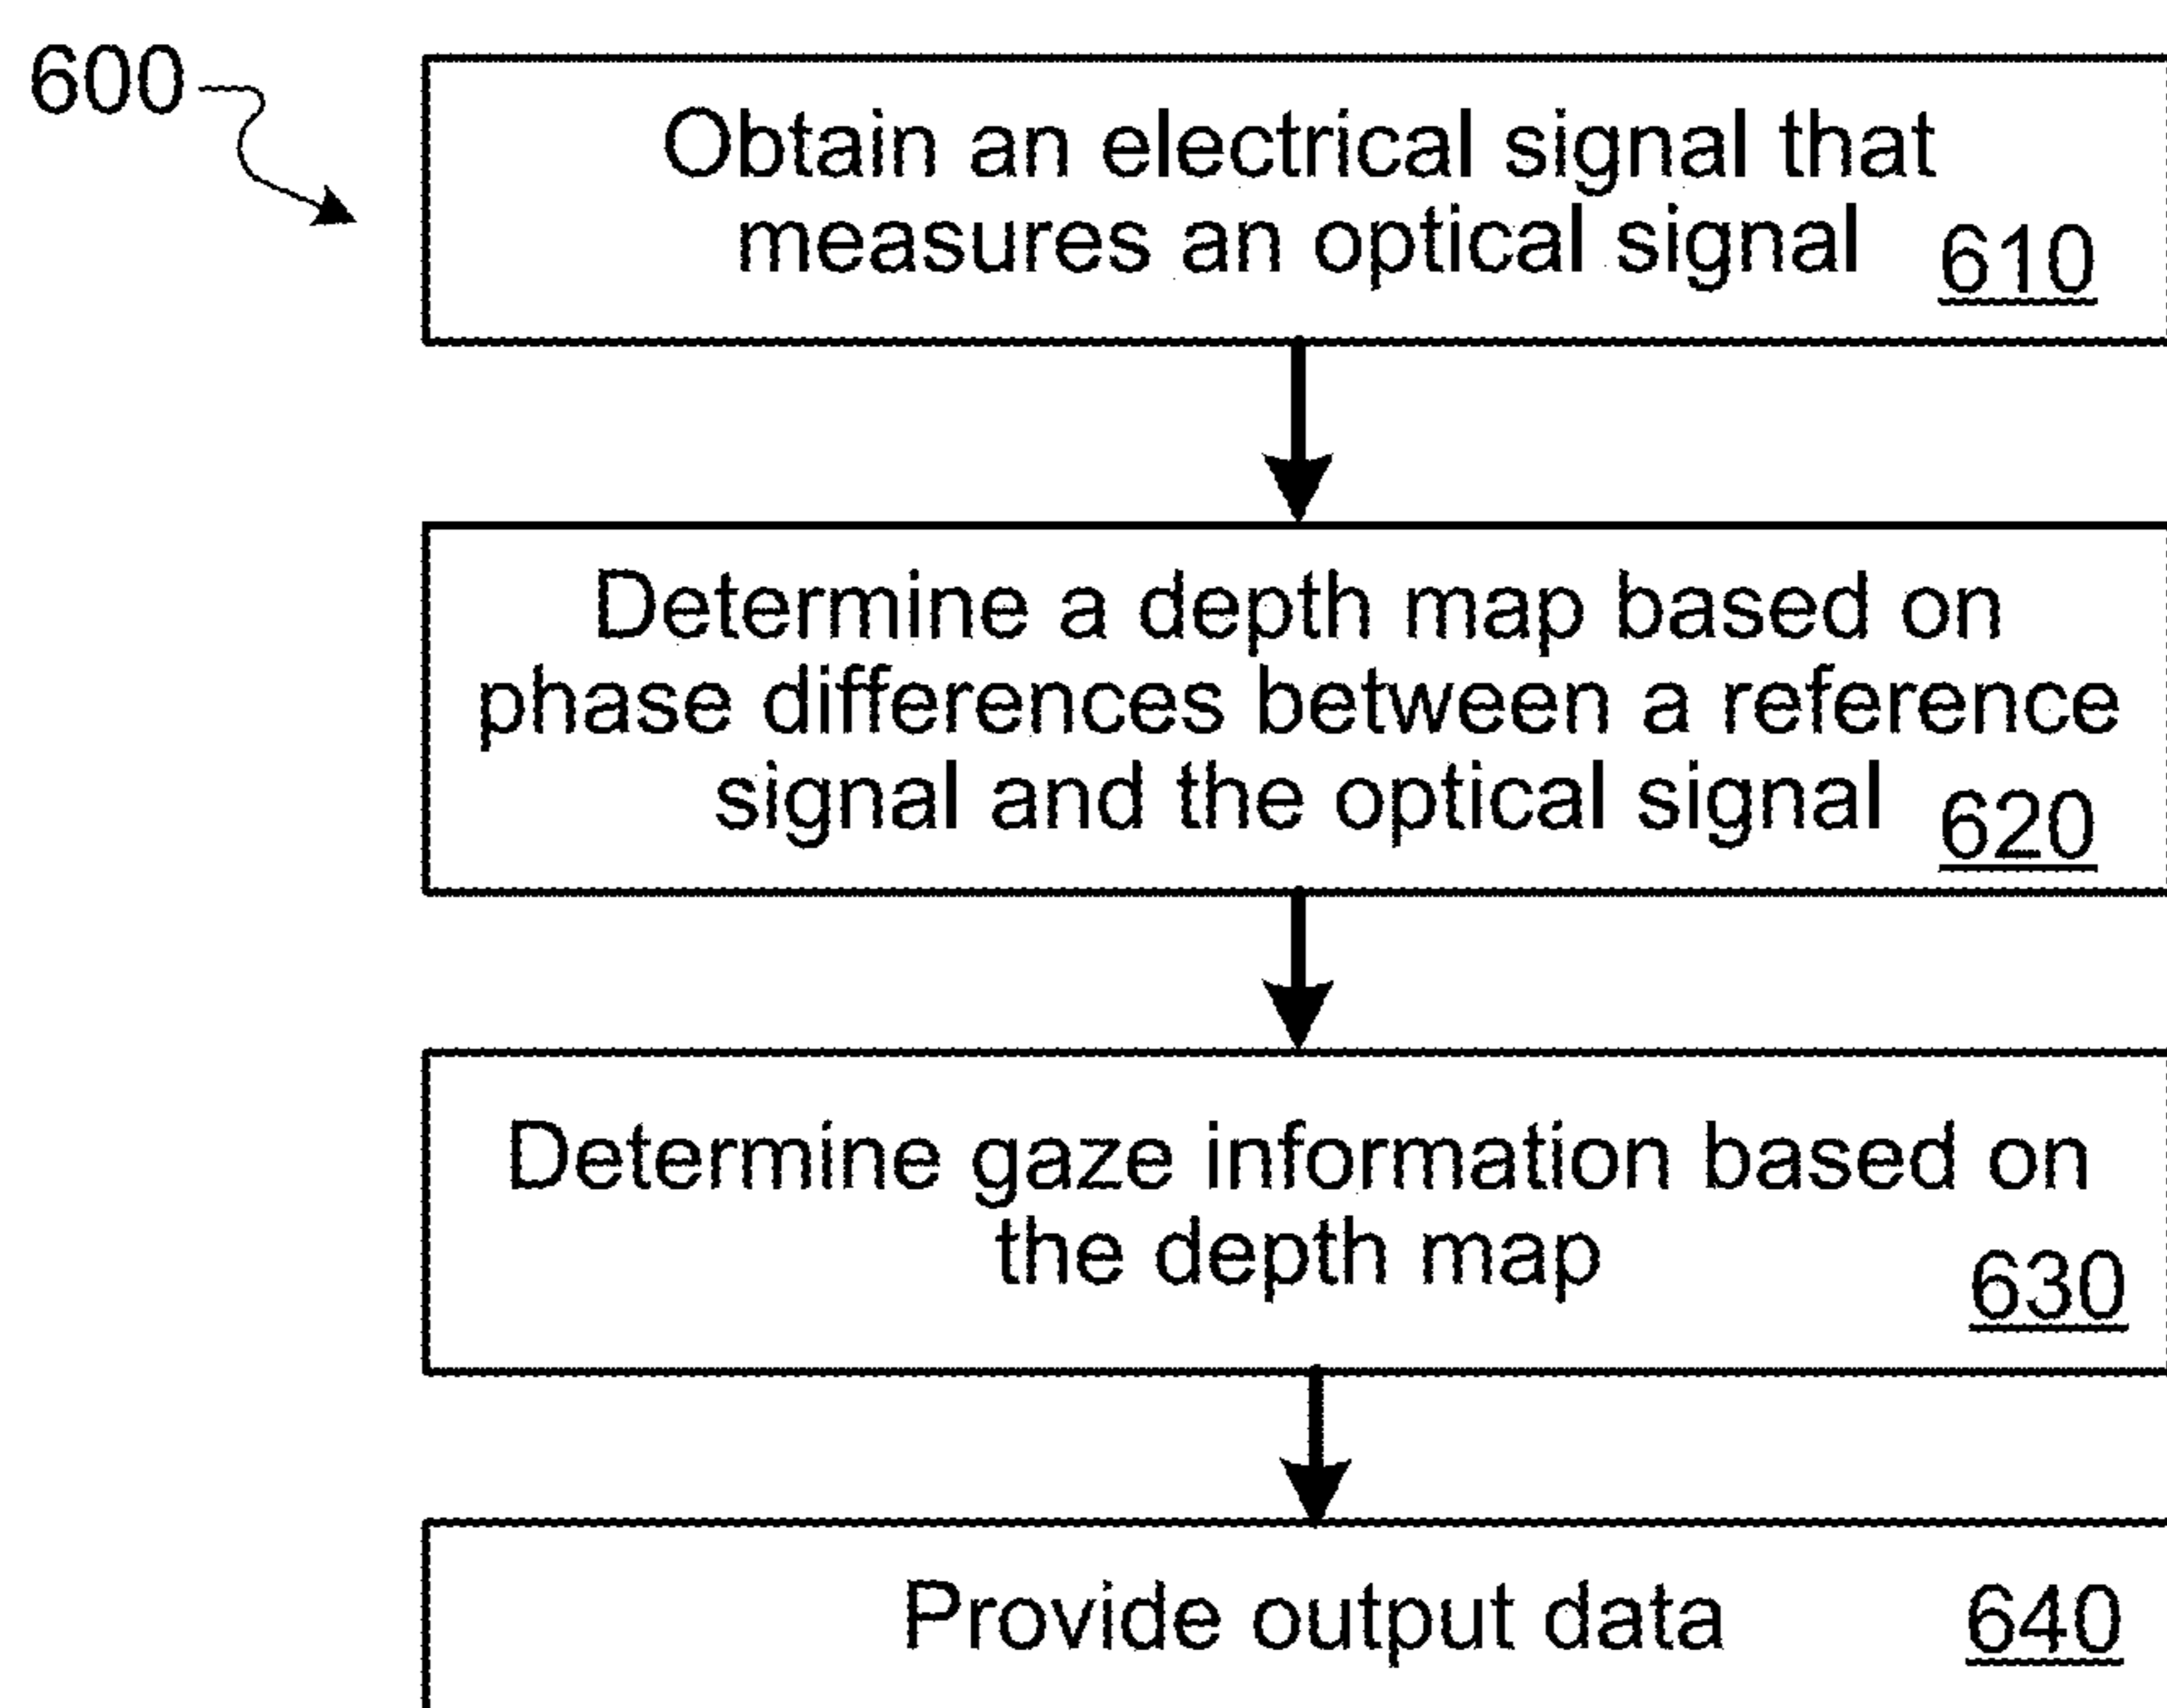 600
Obtain an electrical signal that
measures an optical signal 610
Determine a depth map based on
phase differences between a reference
signal and the optical signal 620
Determine gaze information based on
the depth map 630
Provide output data 640